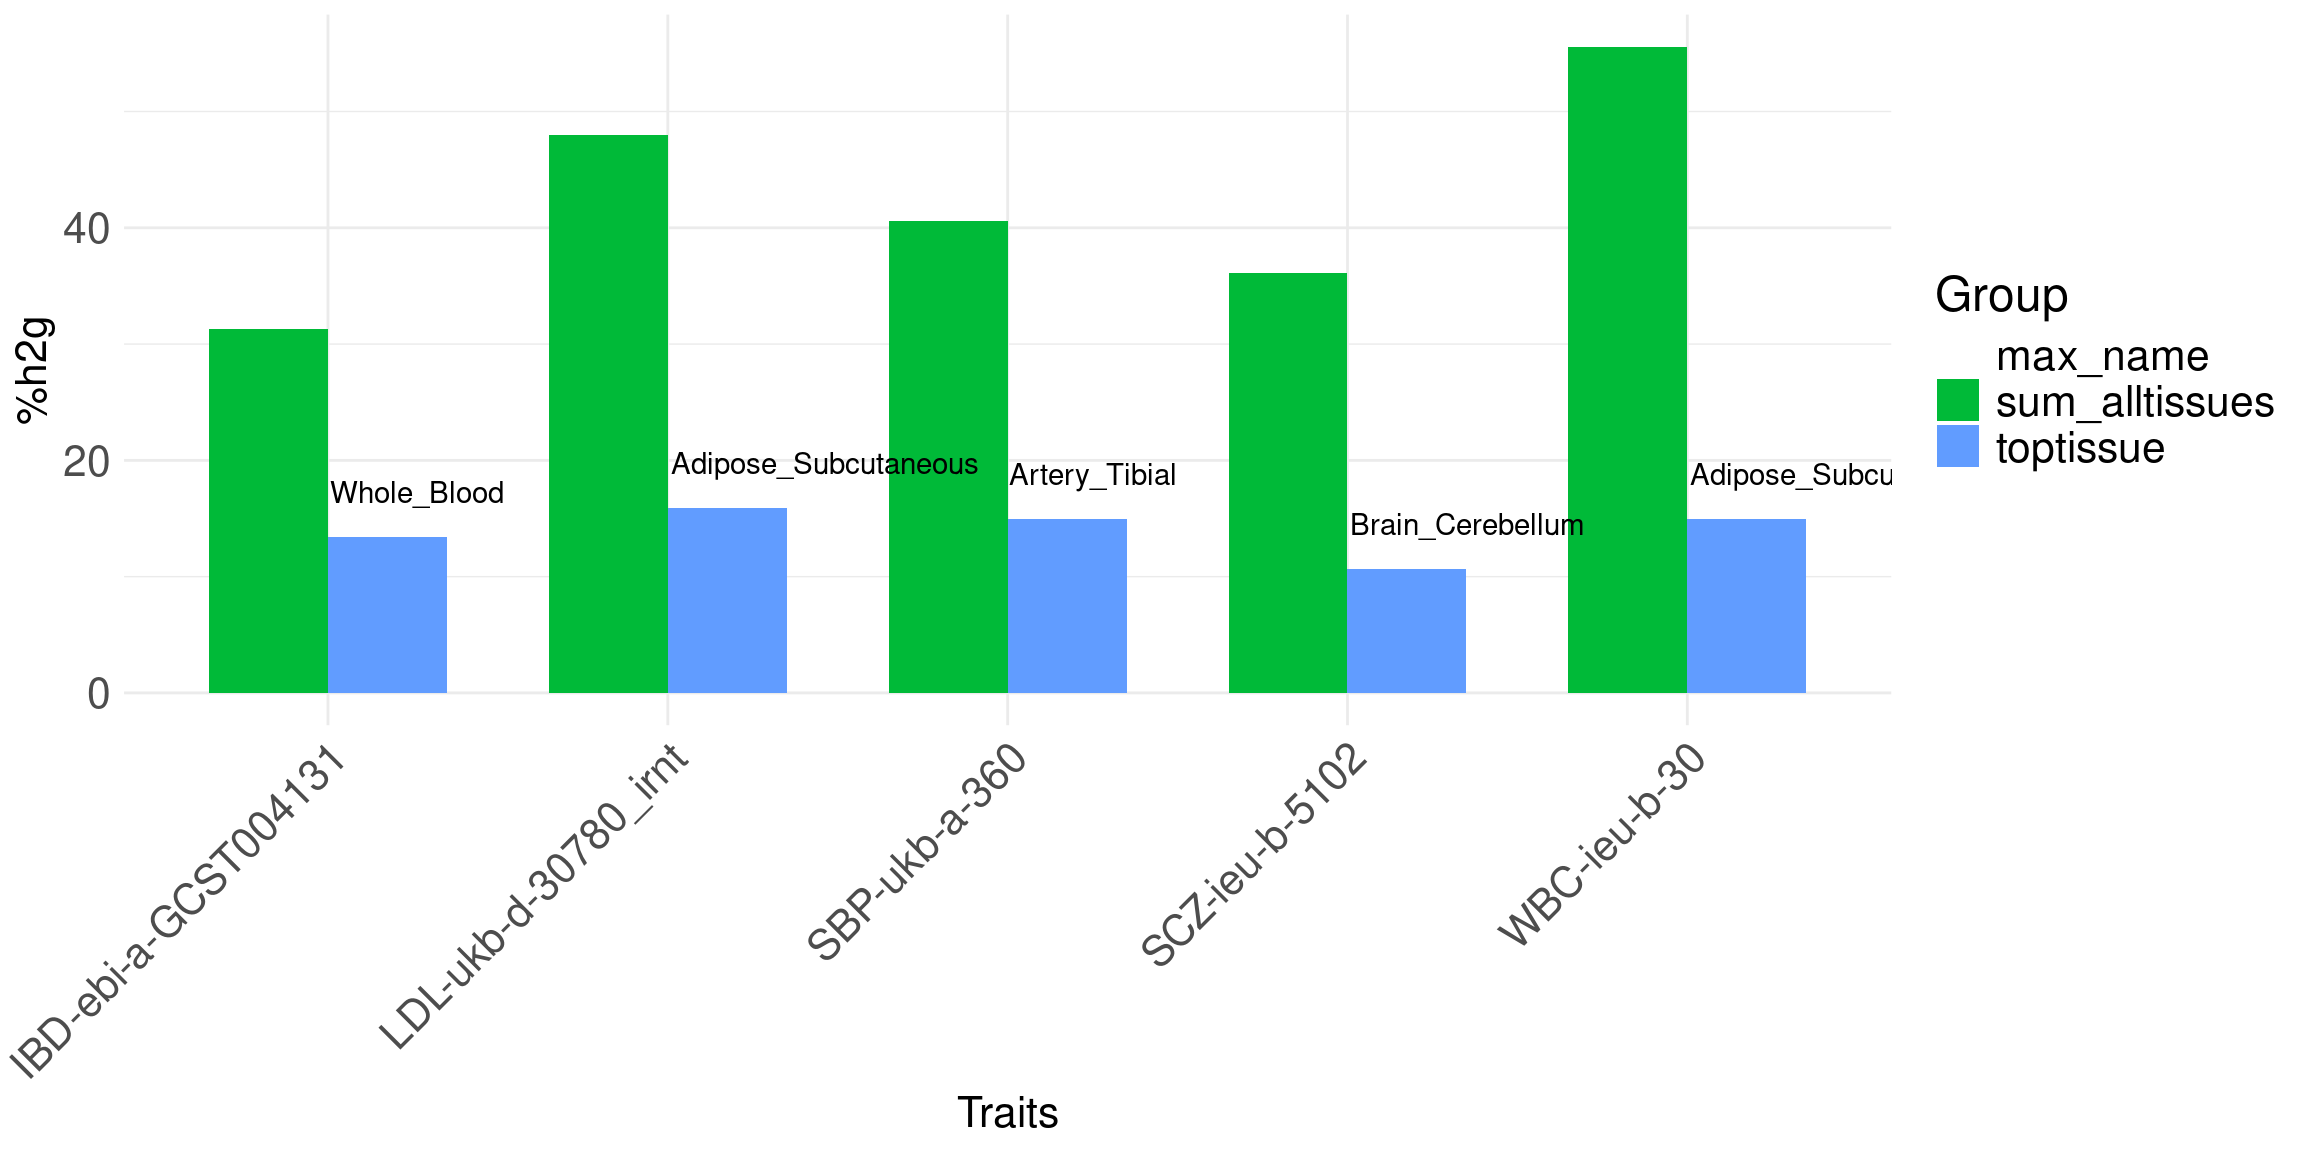 %h2g
40
20
0
Whole_Blood
Adipose_Subcutaneous
Artery_Tibial
Brain_Cerebellum
Adipose_Subcu
IBD-ebi-a-GCST004131
LDL-ukb-d-30780_irnt
SBP-ukb-a-360
SCZ-ieu-b-5102
WBC-ieu-b-30
Traits
Group
max_name
sum_alltissues
toptissue